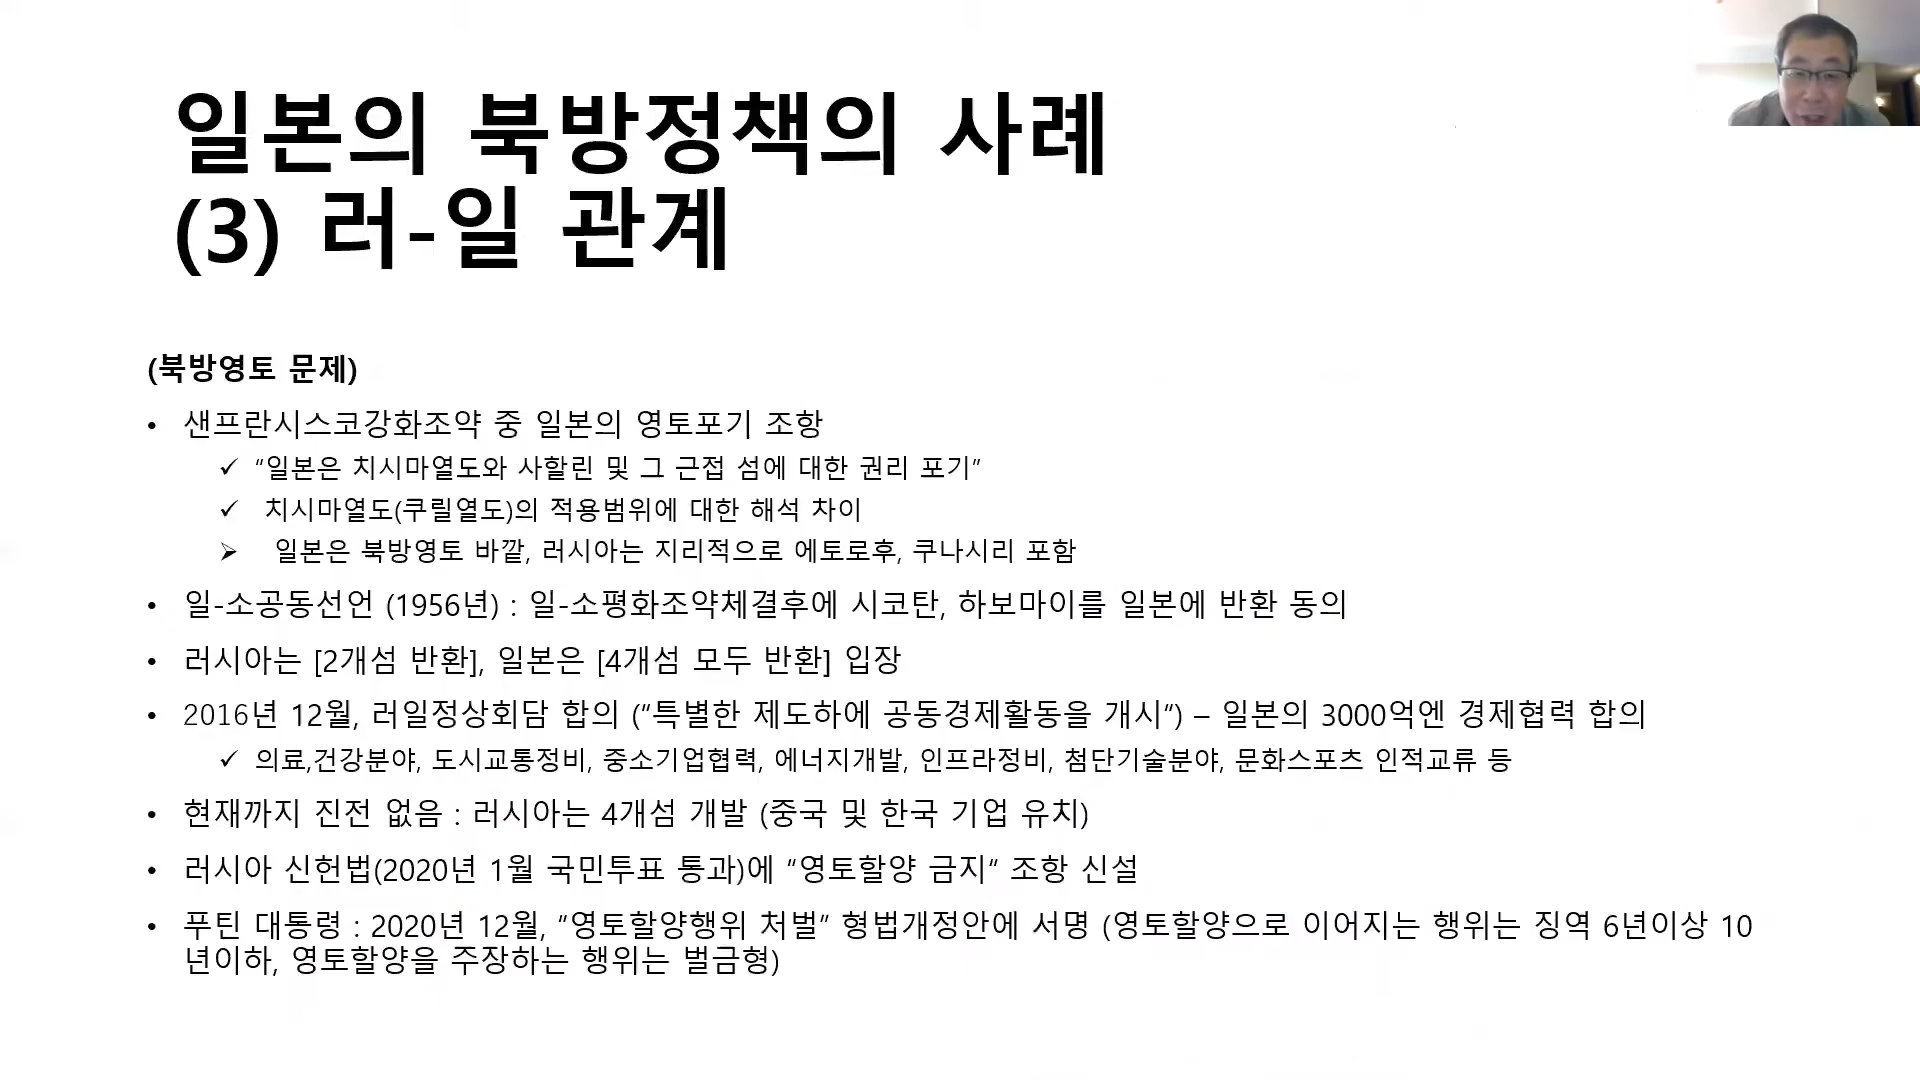 일본의 북방정책의 사례
(3) 러-일 관계
(북방영토 문제)
• 샌프란시스코강화조약 중 일본의 영토포기 조항
✓ “일본은 치시마열도와 사할린 및 그 근접 섬에 대한 권리 포기”
✓ 치시마열도(쿠릴열도)의 적용범위에 대한 해석 차이
➢ 일본은 북방영토 바깥, 러시아는 지리적으로 에토로후, 쿠나시리 포함
• 일-소공동선언 (1956년) : 일-소평화조약체결후에 시코탄, 하보마이를 일본에 반환 동의
• 러시아는 [2개섬 반환], 일본은 [4개섬 모두 반환] 입장
• 2016년 12월, 러일정상회담 합의 (“특별한 제도하에 공동경제활동을 개시“) – 일본의 3000억엔 경제협력 합의
✓ 의료,건강분야, 도시교통정비, 중소기업협력, 에너지개발, 인프라정비, 첨단기술분야, 문화스포츠 인적교류 등
• 현재까지 진전 없음 : 러시아는 4개섬 개발 (중국 및 한국 기업 유치)
• 러시아 신헌법(2020년 1월 국민투표 통과)에 “영토할양 금지“ 조항 신설
• 푸틴 대통령 : 2020년 12월, ”영토할양행위 처벌” 형법개정안에 서명 (영토할양으로 이어지는 행위는 징역 6년이상 10
년이하, 영토할양을 주장하는 행위는 벌금형)